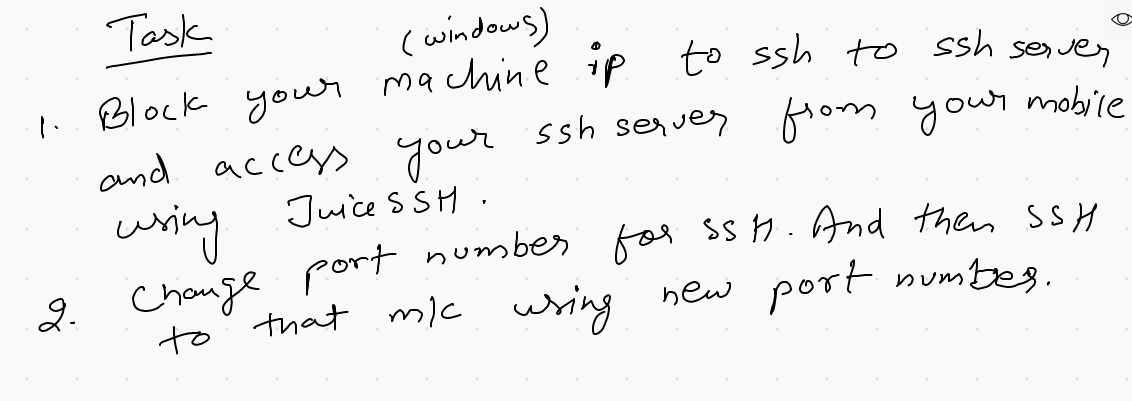 Task
(windows)
1. Block your machine ip to ssh to ssh server
and access your ssh server from your mobile
using JuiceSSH.
2. Change port number for SSH. And then SSH
to that m/c using new port number.